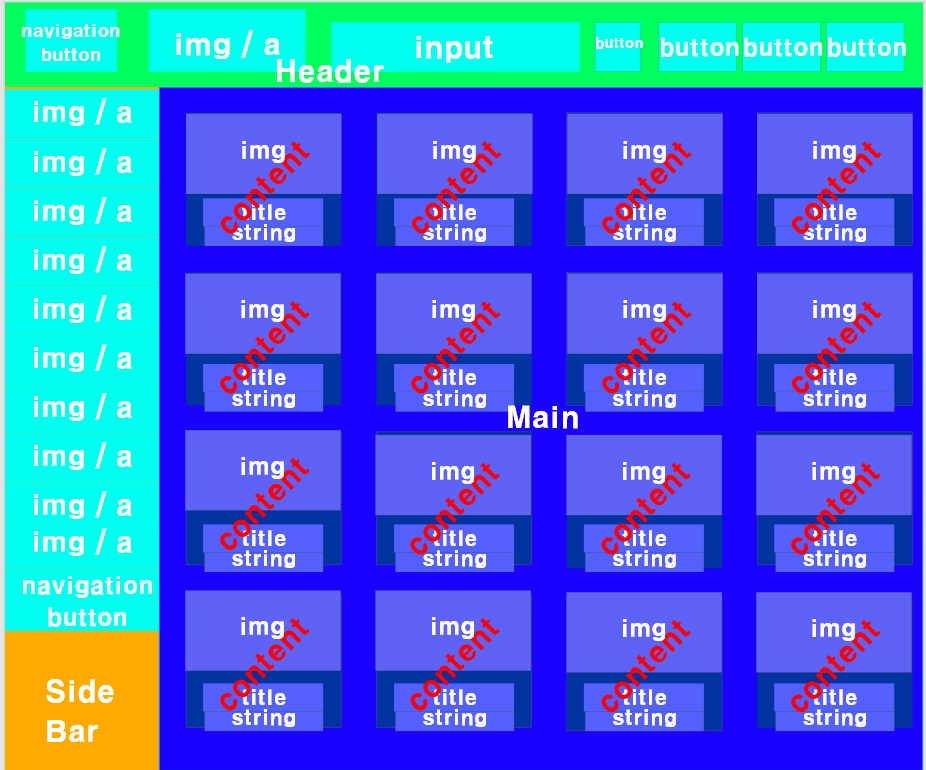 navigation
button
img / a
input
button
button
button
button
Header
img / a
img / a
img / a
img / a
img / a
img / a
img / a
img / a
img / a
img / a
navigation
button
Side
Bar
img
content
title
string
img
content
title
string
img
content
title
string
img
content
title
string
img
content
title
string
img
content
title
string
img
content
title
string
img
content
title
string
Main
img
content
title
string
img
content
title
string
img
content
title
string
img
content
title
string
img
content
title
string
img
content
title
string
img
content
title
string
img
content
title
string